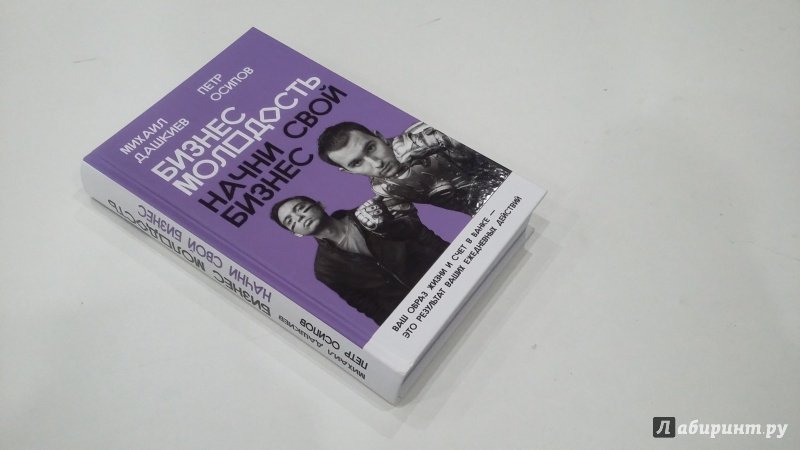 МИХАИЛ
ДАШКИЕВ
ПЕТР
ОСИПОВ
БИЗНЕС
МОЛОДОСТЬ
НАЧНИ СВОЙ
БИЗНЕС
ВАШ ОБРАЗ ЖИЗНИ И СЧЕТ В БАНКЕ —
ЭТО РЕЗУЛЬТАТ ВАШИХ ЕЖЕДНЕВНЫХ ДЕЙСТВИЙ
МИХАИЛ ДАШКИЕВ
ПЕТР ОСИПОВ
БИЗНЕС МОЛОДОСТЬ
НАЧНИ СВОЙ БИЗНЕС
Лабиринт.ру